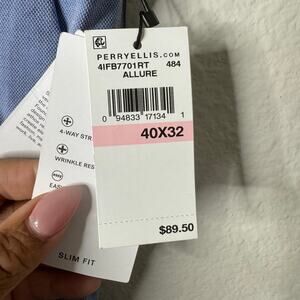 PERRYELLIS.COM
4IFB7701RT 484
ALLURE
0 94833 17134 1
40X32
$89.50
4-WAY STR
WRINKLE RES
EAS
SLIM FIT